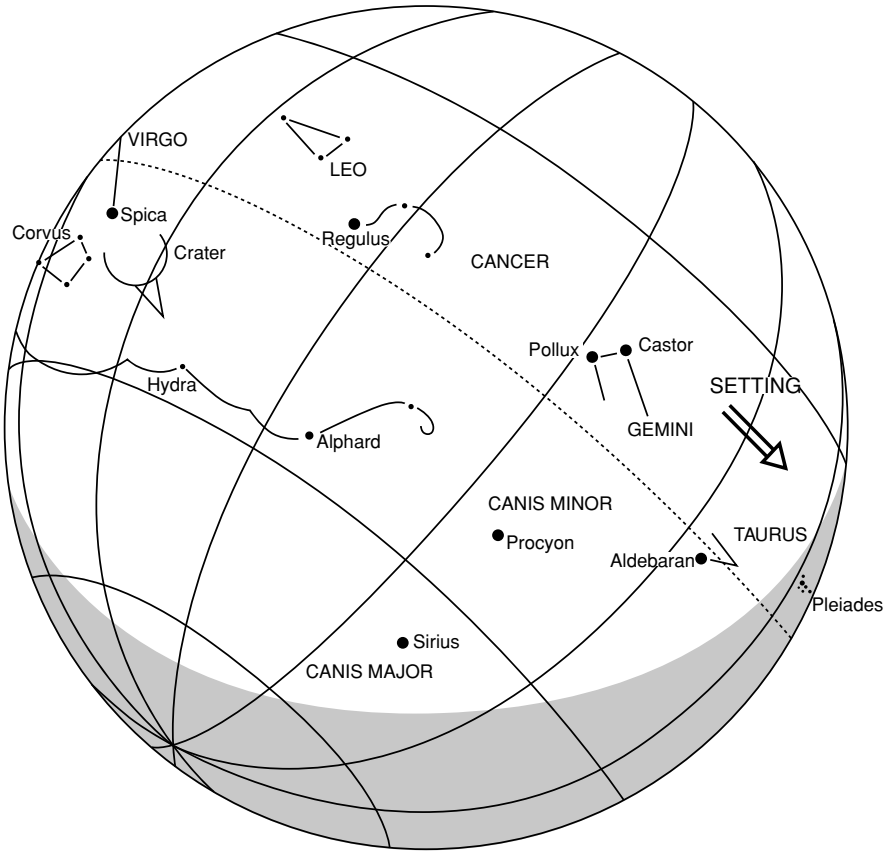 VIRGO
LEO
Spica
Corvus
Regulus
Crater
CANCER
Pollux
Castor
Hydra
SETTING
Alphard
GEMINI
CANIS MINOR
Procyon
TAURUS
Aldebaran
Pleiades
Sirius
CANIS MAJOR